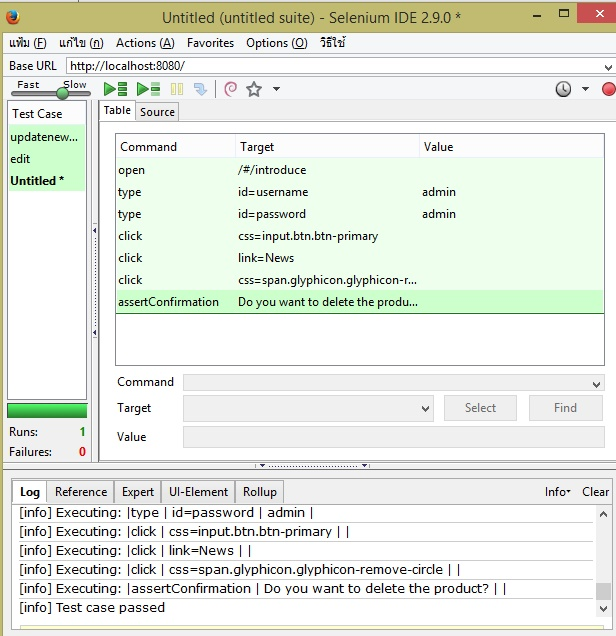 Untitled (untitled suite) - Selenium IDE 2.9.0 *
แฟ้ม (F) แก้ไข (ก) Actions (A) Favorites Options (O) วิธีใช้
Base URL http://localhost:8080/
Fast Slow
Test Case
updatenew...
edit
Untitled *
Table Source
Command Target Value
open /#/introduce
type id=username admin
type id=password admin
click css=input.btn.btn-primary
click link=News
click css=span.glyphicon.glyphicon-r...
assertConfirmation Do you want to delete the produ...
Command
Target Select Find
Value
Runs: 1
Failures: 0
Log Reference Expert UI-Element Rollup Info Clear
[info] Executing: |type | id=password | admin |
[info] Executing: |click | css=input.btn.btn-primary | |
[info] Executing: |click | link=News | |
[info] Executing: |click | css=span.glyphicon.glyphicon-remove-circle | |
[info] Executing: |assertConfirmation | Do you want to delete the product? | |
[info] Test case passed